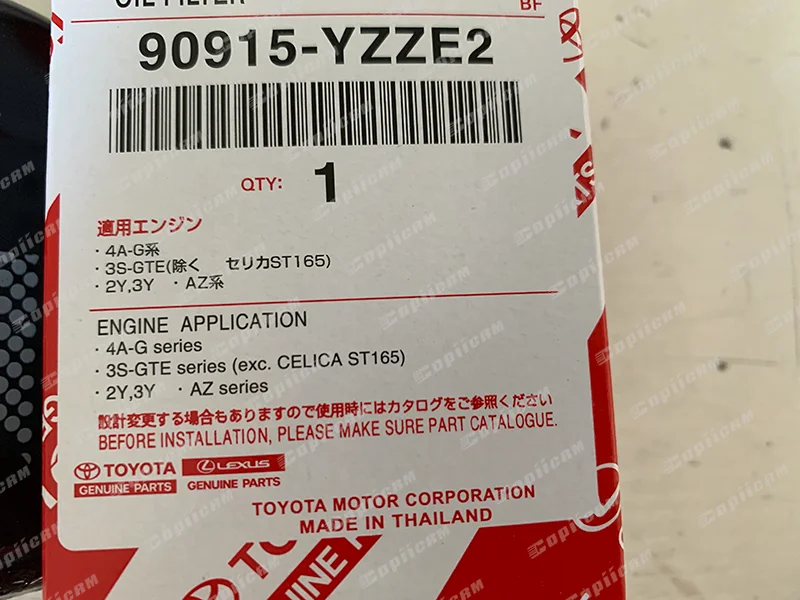 OIL FILTER
BF
90915-YZZE2
QTY: 1
適用エンジン
・4A-G系
・3S-GTE(除く セリカST165)
・2Y,3Y ・AZ系
ENGINE APPLICATION
・4A-G series
・3S-GTE series (exc. CELICA ST165)
・2Y,3Y ・AZ series
設計変更する場合もありますので使用時にはカタログをご参照ください
BEFORE INSTALLATION, PLEASE MAKE SURE PART CATALOGUE.
TOYOTA LEXUS
GENUINE PARTS GENUINE PARTS
TOYOTA MOTOR CORPORATION
MADE IN THAILAND
CopiiCRM